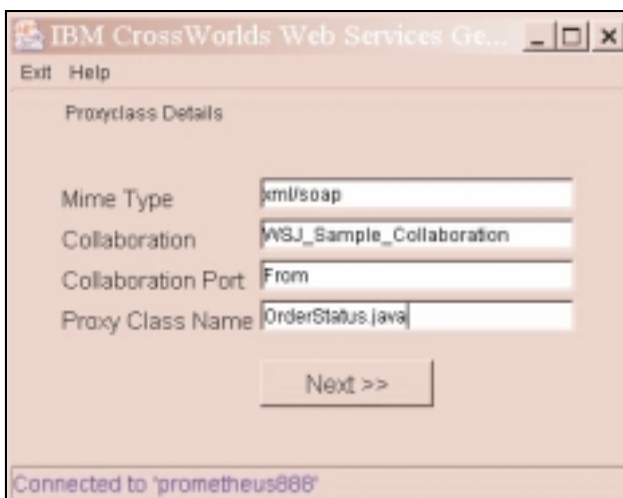 IBM CrossWorlds Web Services Ge...
Exit Help
Proxyclass Details
Mime Type xml/soap
Collaboration WSJ_Sample_Collaboration
Collaboration Port From
Proxy Class Name OrderStatus.java
Next >>
Connected to 'prometheus888'